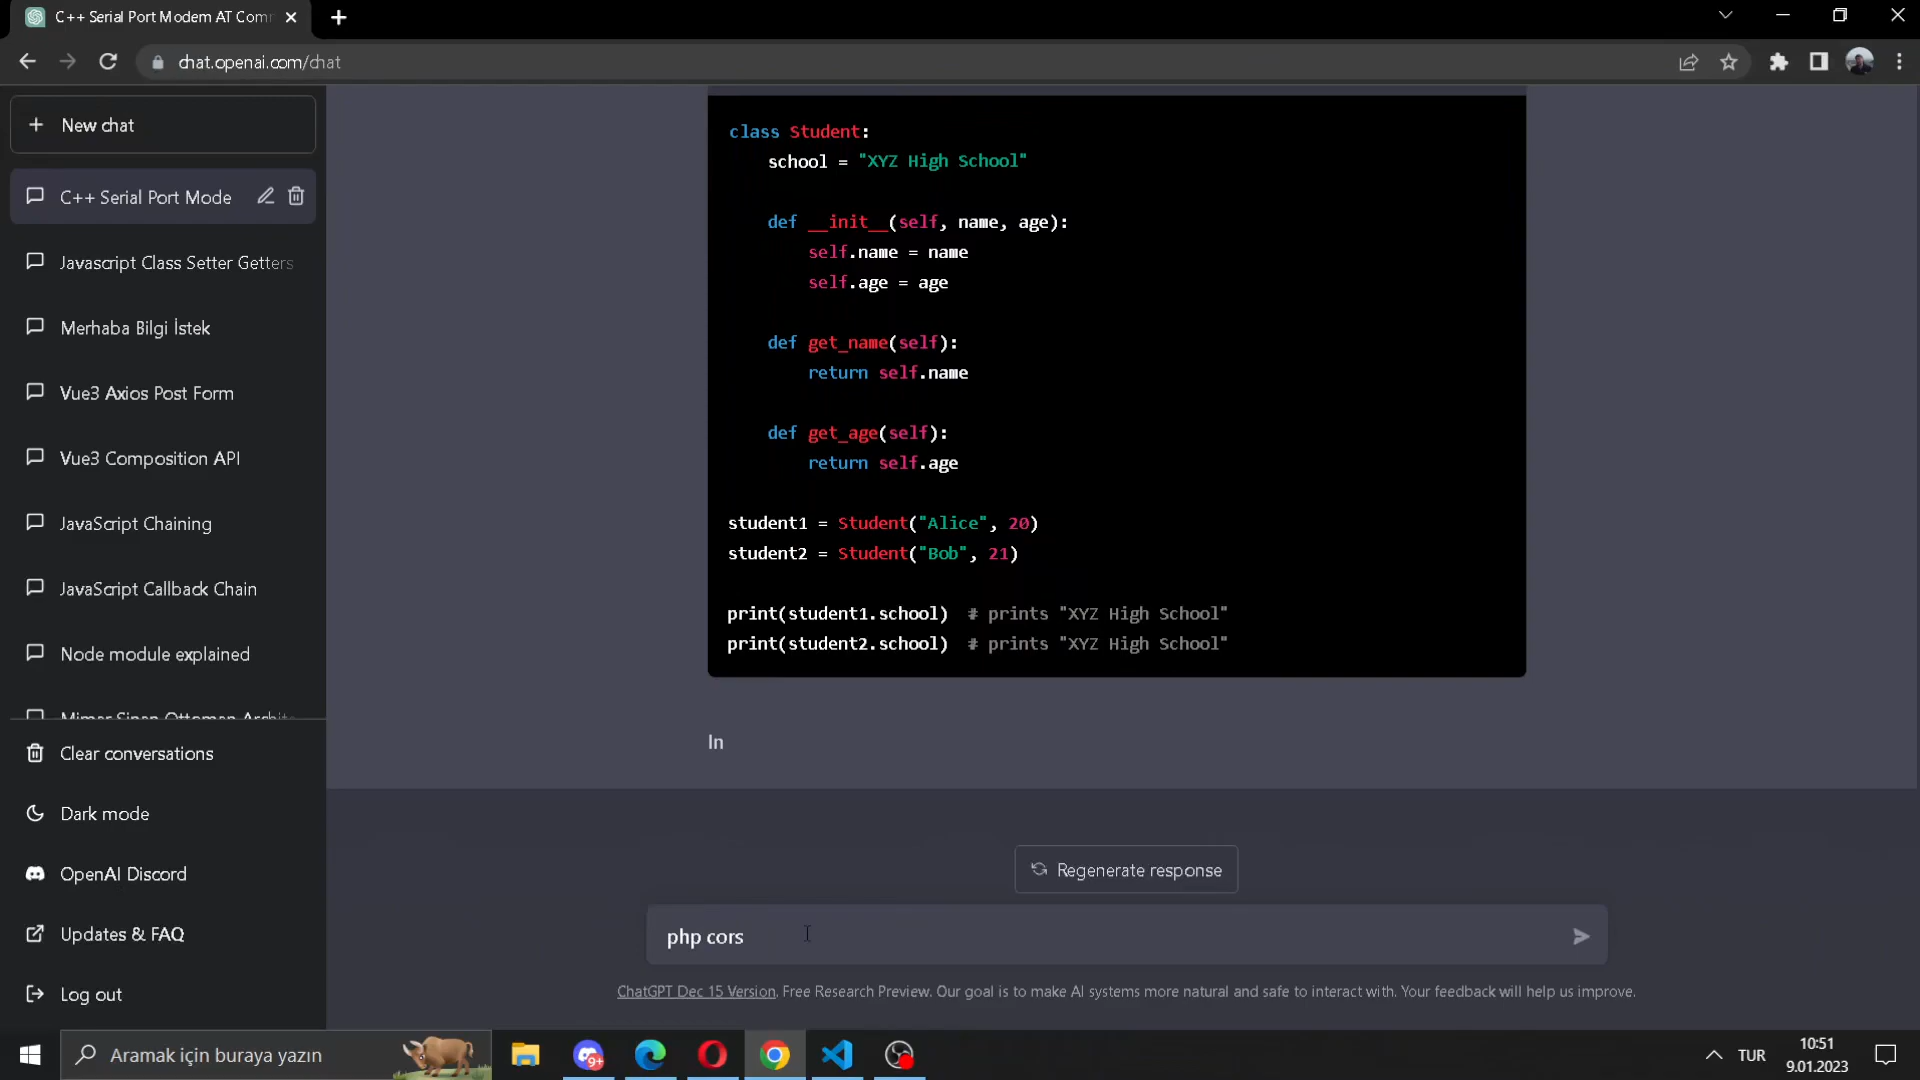 C++ Serial Port Modem AT Com
chat.openai.com/chat
New chat
C++ Serial Port Mode
Javascript Class Setter Getters
Merhaba Bilgi İstek
Vue3 Axios Post Form
Vue3 Composition API
JavaScript Chaining
JavaScript Callback Chain
Node module explained
Mimar Sinan Ottoman Archite
Clear conversations
Dark mode
OpenAI Discord
Updates & FAQ
Log out
class Student:
school = "XYZ High School"
def __init__(self, name, age):
self.name = name
self.age = age
def get_name(self):
return self.name
def get_age(self):
return self.age
student1 = Student("Alice", 20)
student2 = Student("Bob", 21)
print(student1.school)  # prints "XYZ High School"
print(student2.school)  # prints "XYZ High School"
In
Regenerate response
php cors
ChatGPT Dec 15 Version. Free Research Preview. Our goal is to make AI systems more natural and safe to interact with. Your feedback will help us improve.
Aramak için buraya yazın
9+
TUR
10:51
9.01.2023